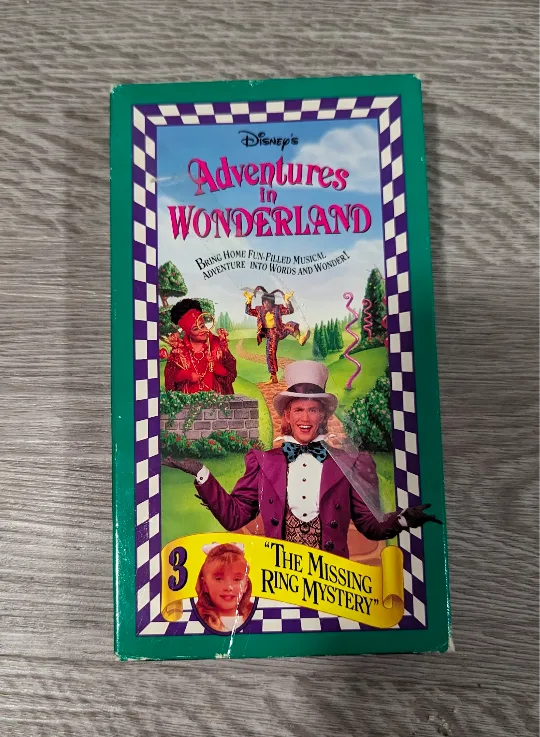 Disney's
Adventures
in
WONDERLAND
BRING HOME FUN-FILLED MUSICAL
ADVENTURE INTO WORDS AND WONDER!
3
"THE MISSING
RING MYSTERY"